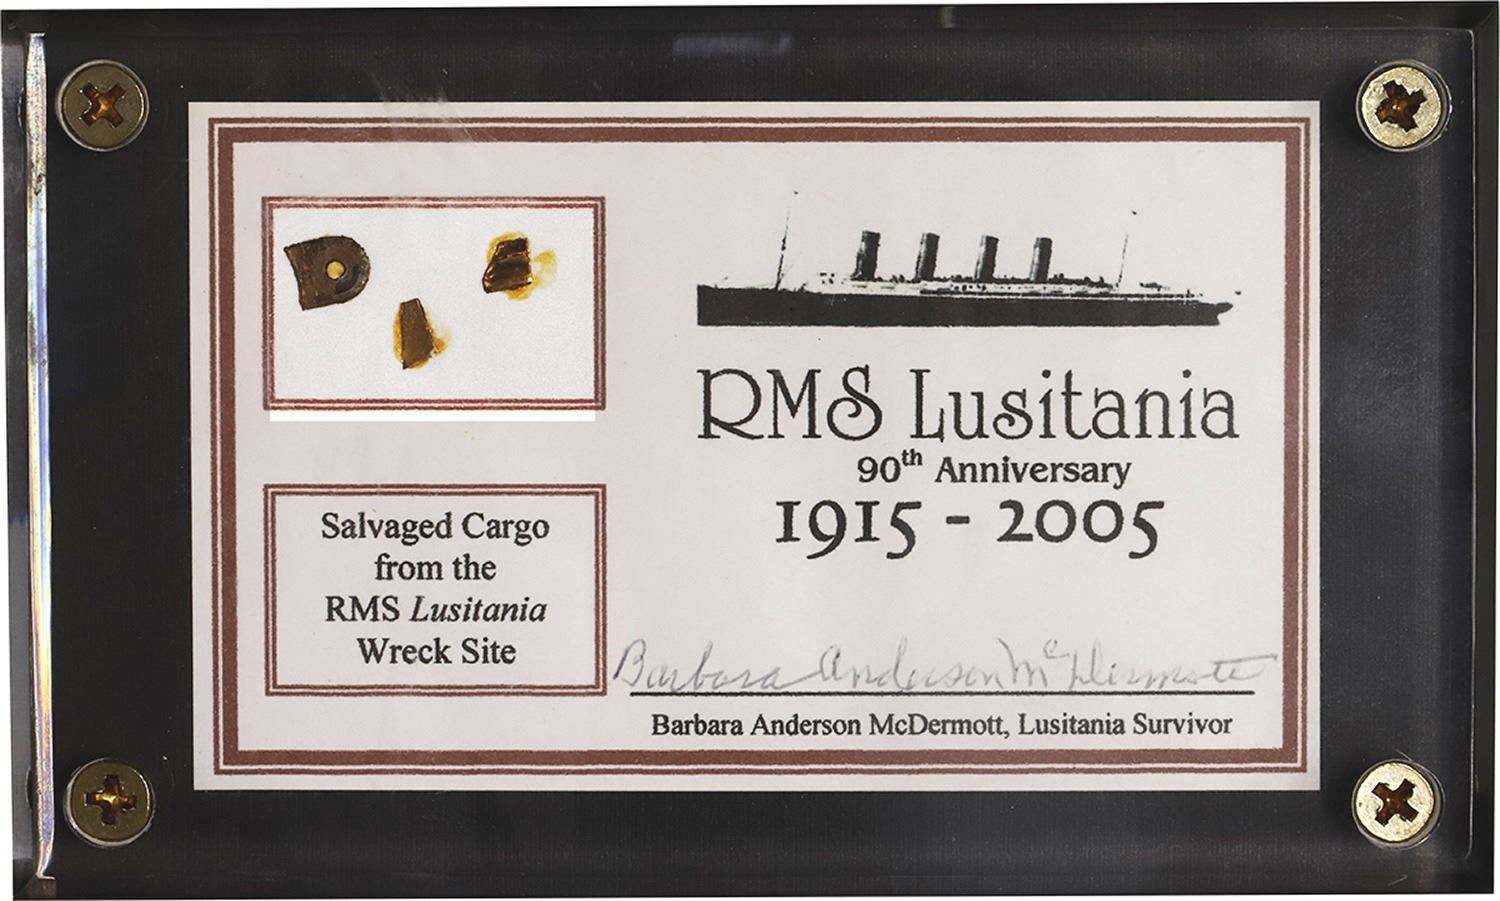 RMS Lusitania
90th Anniversary
1915 - 2005
Salvaged Cargo
from the
RMS Lusitania
Wreck Site
Barbara Anderson McDermott
Barbara Anderson McDermott, Lusitania Survivor